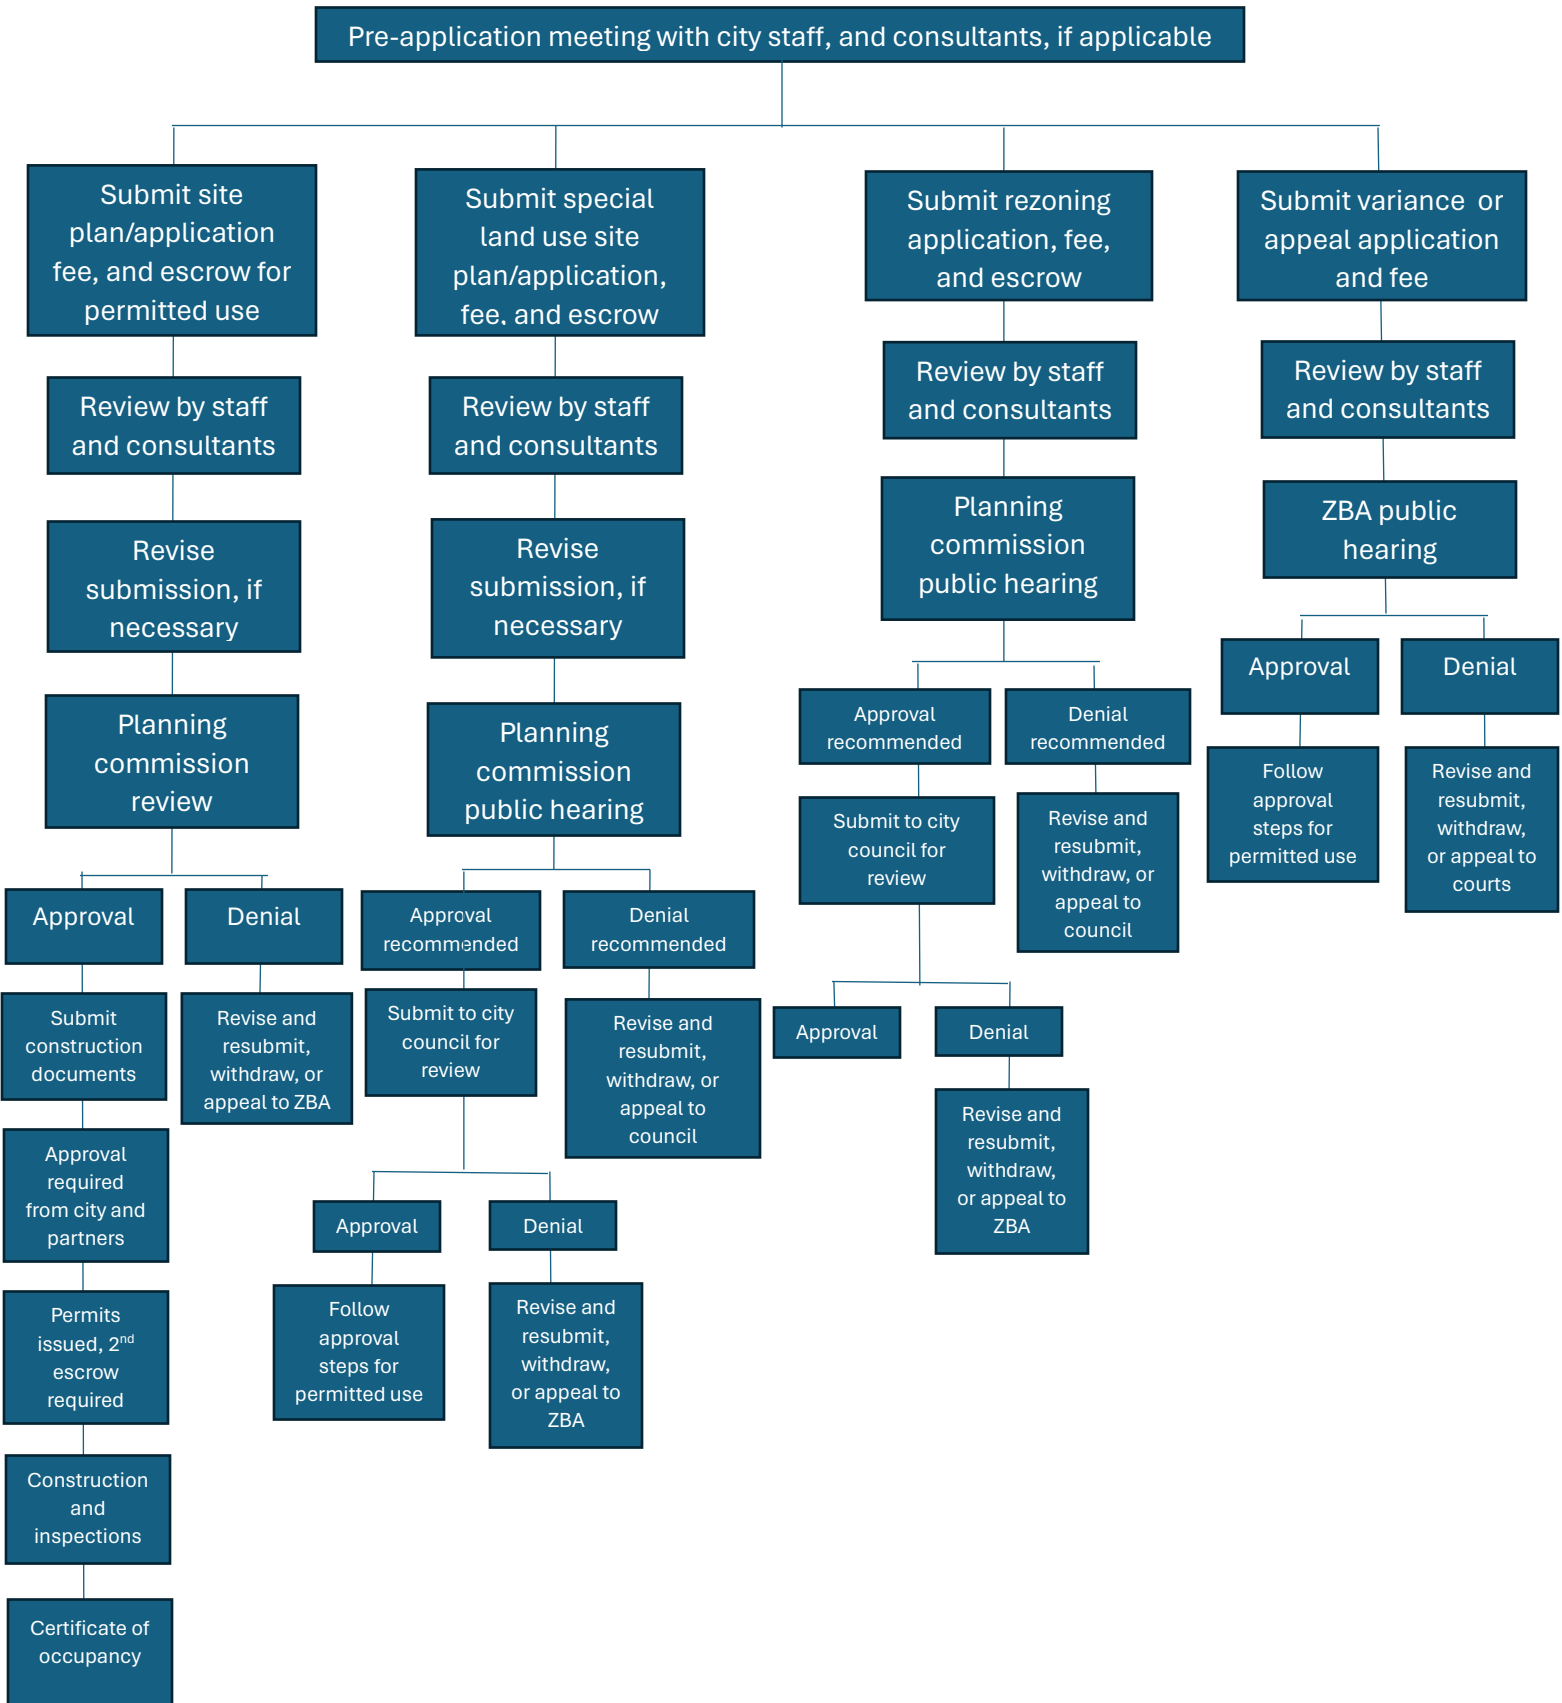 Pre-application meeting with city staff, and consultants, if applicable
Submit site
plan/application
fee, and escrow for
permitted use
Review by staff
and consultants
Revise
submission, if
necessary
Planning
commission
review
Approval
Submit
construction
documents
Approval
required
from city and
partners
Permits
issued, 2nd
escrow
required
Construction
and
inspections
Certificate of
occupancy
Denial
Revise and
resubmit,
withdraw, or
appeal to ZBA
Submit special
land use site
plan/application,
fee, and escrow
Review by staff
and consultants
Revise
submission, if
necessary
Planning
commission
public hearing
Approval
recommended
Submit to city
council for
review
Approval
Follow
approval
steps for
permitted use
Denial
Revise and
resubmit,
withdraw,
or appeal to
ZBA
Denial
recommended
Revise and
resubmit,
withdraw, or
appeal to
council
Submit rezoning
application, fee,
and escrow
Review by staff
and consultants
Planning
commission
public hearing
Approval
recommended
Submit to city
council for
review
Approval
Denial
Revise and
resubmit,
withdraw,
or appeal to
ZBA
Denial
recommended
Revise and
resubmit,
withdraw, or
appeal to
council
Submit variance or
appeal application
and fee
Review by staff
and consultants
ZBA public
hearing
Approval
Follow
approval
steps for
permitted use
Denial
Revise and
resubmit,
withdraw,
or appeal to
courts